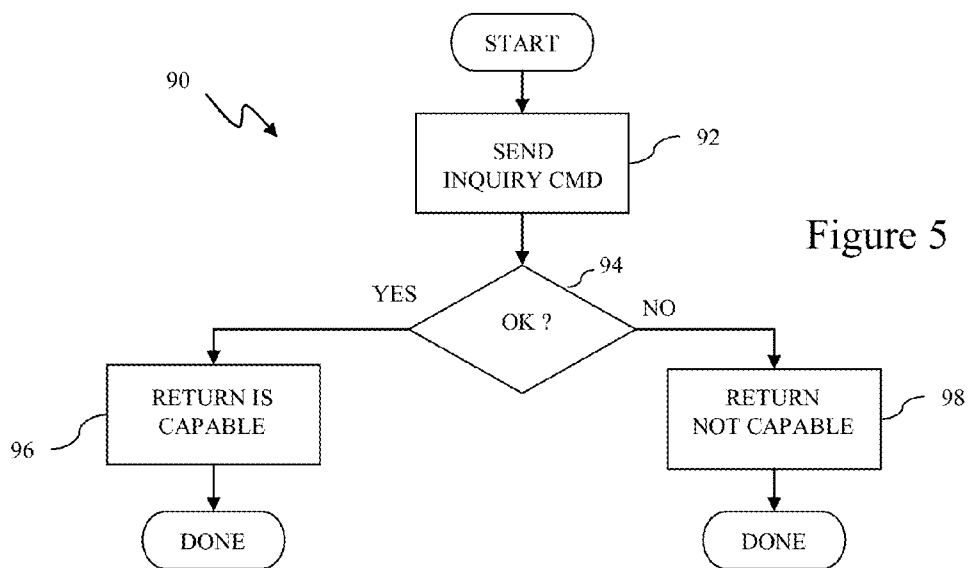 START
90
SEND
INQUIRY CMD
92
Figure 5
94
YES
OK ?
NO
RETURN IS
CAPABLE
96
RETURN
NOT CAPABLE
98
DONE
DONE